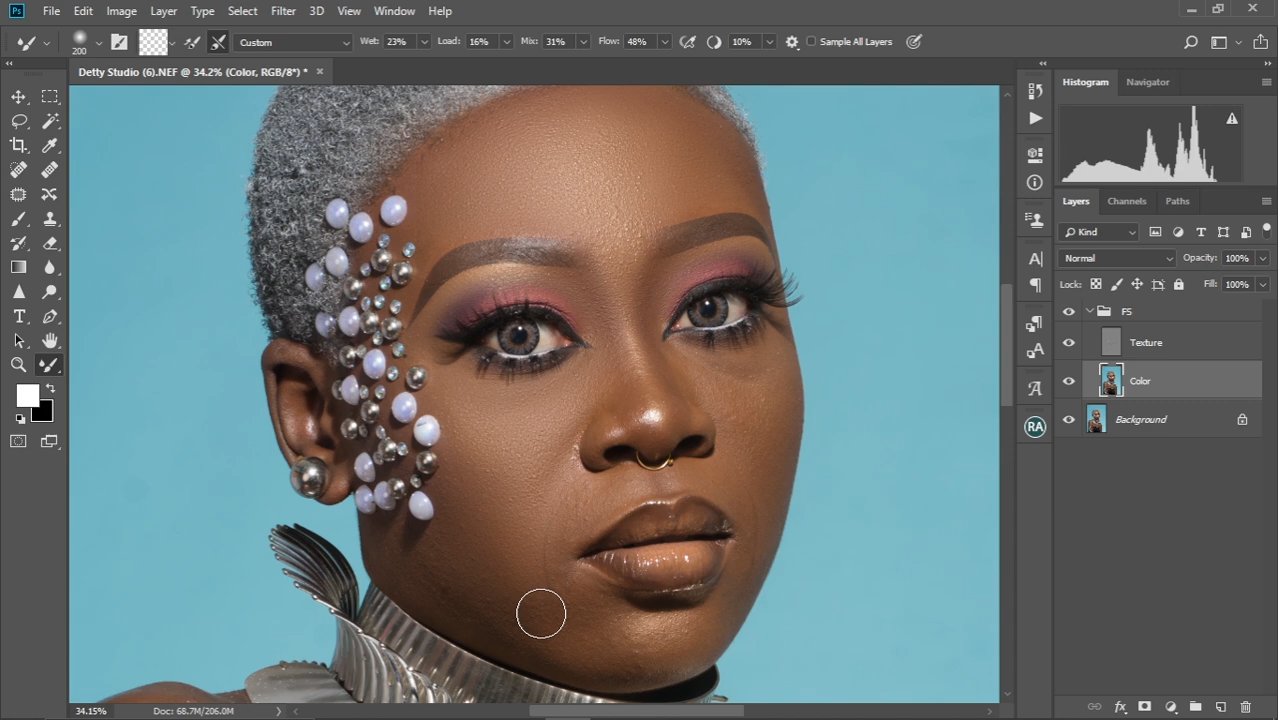 Ps File Edit Image Layer Type Select Filter 3D View Window Help
200 Custom Wet: 23% Load: 16% Mix: 31% Flow: 48% 10% Sample All Layers
Detty Studio (6).NEF @ 34.2% (Color, RGB/8*) * ×
Histogram Navigator
Layers Channels Paths
Kind
Normal Opacity: 100%
Lock: Fill: 100%
FS
Texture
Color
Background
RA
34.15% Doc: 68.7M/206.0M